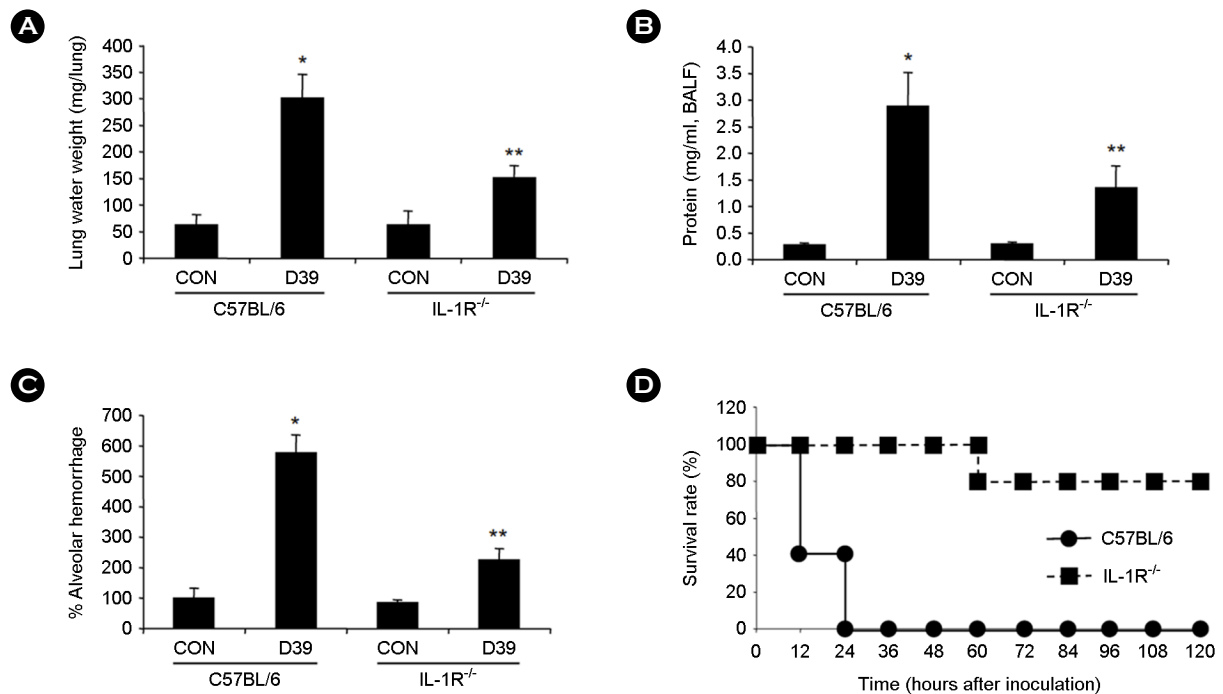 A
Lung water weight (mg/lung)
400
350
300
250
200
150
100
50
0
*
**
CON
D39
CON
D39
C57BL/6
IL-1R-/-
B
Protein (mg/ml, BALF)
4.0
3.5
3.0
2.5
2.0
1.5
1.0
0.5
0.0
*
**
CON
D39
CON
D39
C57BL/6
IL-1R-/-
C
% Alveolar hemorrhage
700
600
500
400
300
200
100
0
*
**
CON
D39
CON
D39
C57BL/6
IL-1R-/-
D
Survival rate (%)
120
100
80
60
40
20
0
C57BL/6
IL-1R-/-
0 12 24 36 48 60 72 84 96 108 120
Time (hours after inoculation)